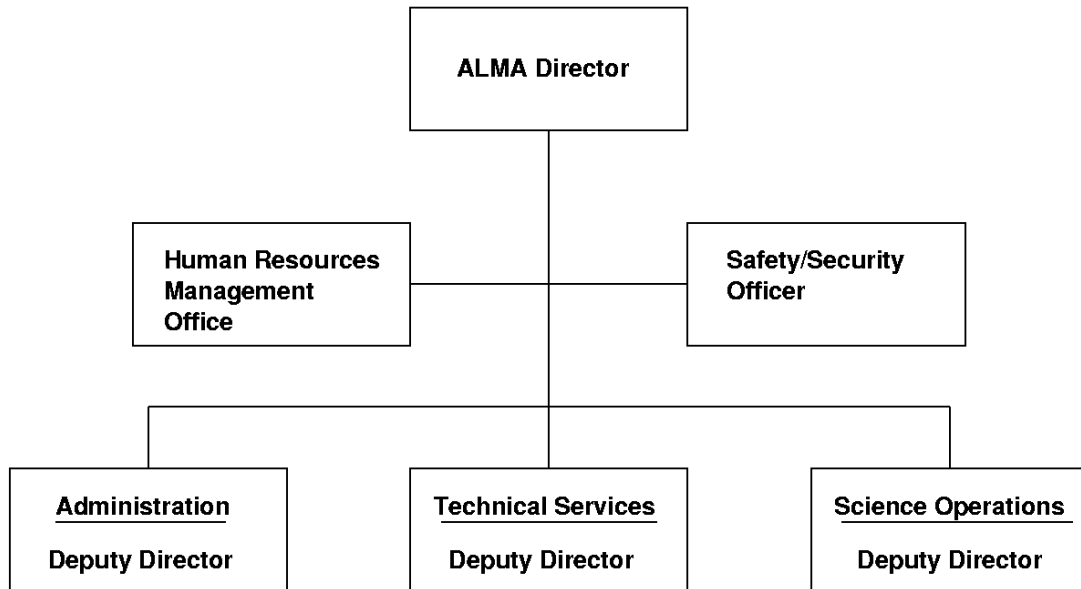 ALMA Director
Human Resources
Management
Office
Safety/Security
Officer
Administration
Deputy Director
Technical Services
Deputy Director
Science Operations
Deputy Director